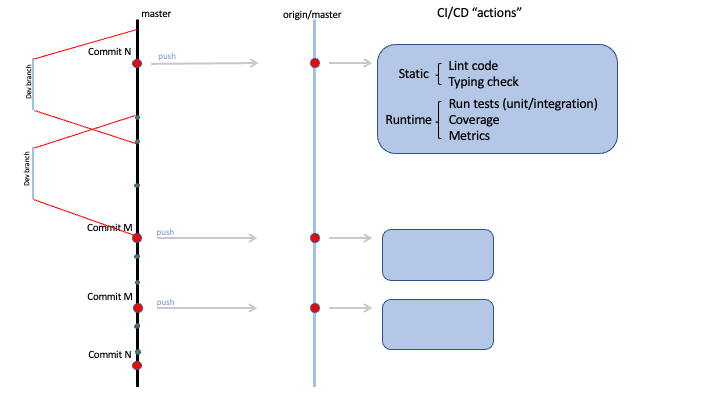 master
origin/master
CI/CD “actions”
Commit N
push
Dev branch
Static
Lint code
Typing check
Runtime
Run tests (unit/integration)
Coverage
Metrics
Dev branch
Commit M
push
Commit M
push
Commit N